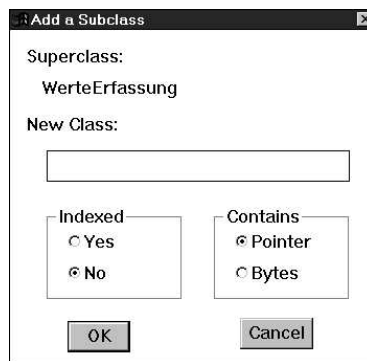 Add a Subclass
Superclass:
WerteErfassung
New Class:
Indexed
Yes
No
Contains
Pointer
Bytes
OK
Cancel